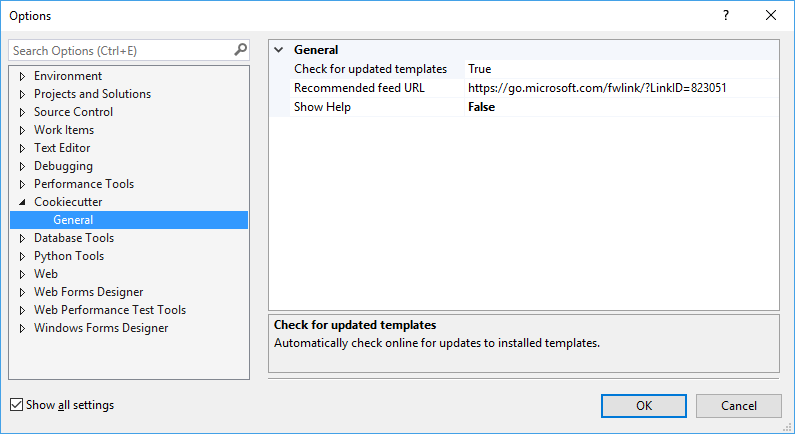 Options
Search Options (Ctrl+E)
Environment
Projects and Solutions
Source Control
Work Items
Text Editor
Debugging
Performance Tools
Cookiecutter
General
Database Tools
Python Tools
Web
Web Forms Designer
Web Performance Test Tools
Windows Forms Designer
Show all settings
General
Check for updated templates True
Recommended feed URL https://go.microsoft.com/fwlink/?LinkID=823051
Show Help False
Check for updated templates
Automatically check online for updates to installed templates.
OK Cancel